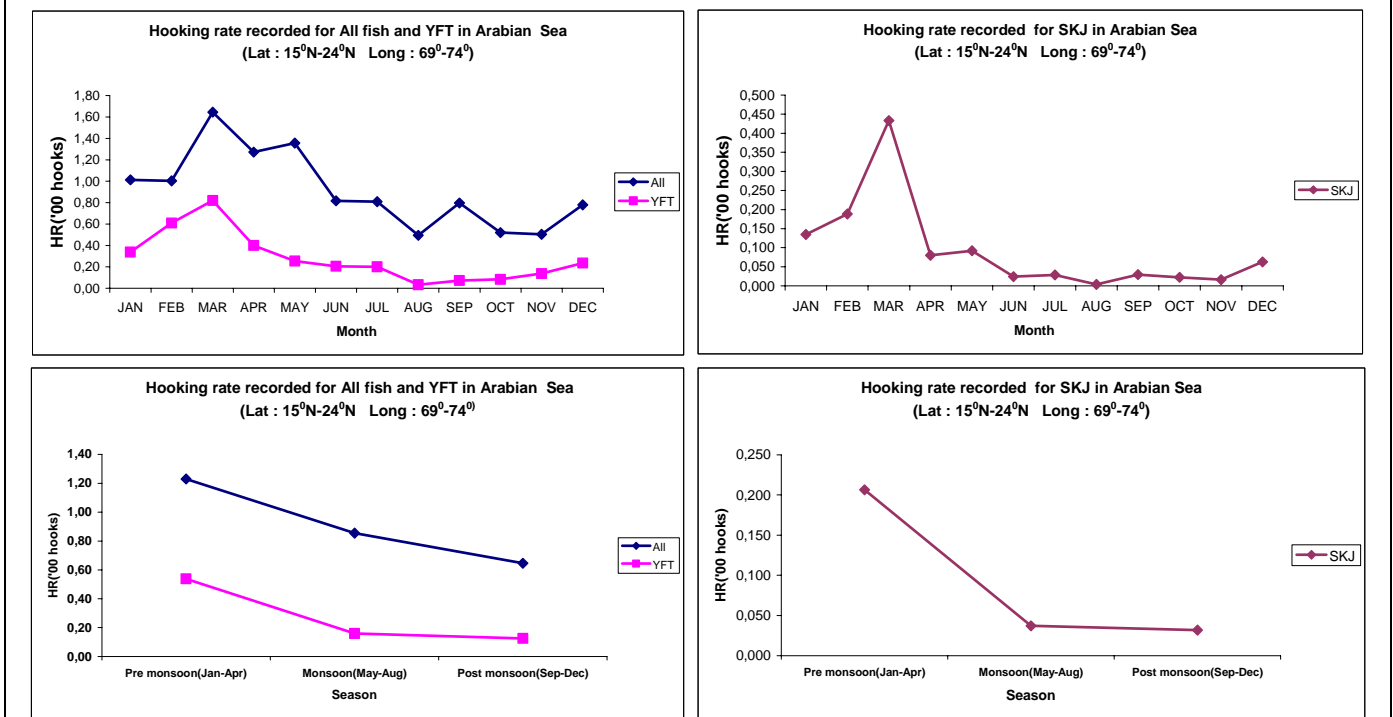 Hooking rate recorded for All fish and YFT in Arabian  Sea
(Lat : 15⁰N-24⁰N   Long : 69⁰-74⁰)
HR('00 hooks)
1,80
1,60
1,40
1,20
1,00
0,80
0,60
0,40
0,20
0,00
JAN FEB MAR APR MAY JUN JUL AUG SEP OCT NOV DEC
Month
All
YFT
Hooking rate recorded  for SKJ in Arabian Sea
(Lat : 15⁰N-24⁰N   Long : 69⁰-74⁰)
HR('00 hooks)
0,500
0,450
0,400
0,350
0,300
0,250
0,200
0,150
0,100
0,050
0,000
JAN FEB MAR APR MAY JUN JUL AUG SEP OCT NOV DEC
Month
SKJ
Hooking rate recorded for All fish and YFT in Arabian  Sea
(Lat : 15⁰N-24⁰N   Long : 69⁰-74⁰⁾
HR('00 hooks)
1,40
1,20
1,00
0,80
0,60
0,40
0,20
0,00
Pre monsoon(Jan-Apr) Monsoon(May-Aug) Post monsoon(Sep-Dec)
Season
All
YFT
Hooking rate recorded  for SKJ in Arabian Sea
(Lat : 15⁰N-24⁰N   Long : 69⁰-74⁰)
HR('00 hooks)
0,250
0,200
0,150
0,100
0,050
0,000
Pre monsoon(Jan-Apr) Monsoon(May-Aug) Post monsoon(Sep-Dec)
Season
SKJ